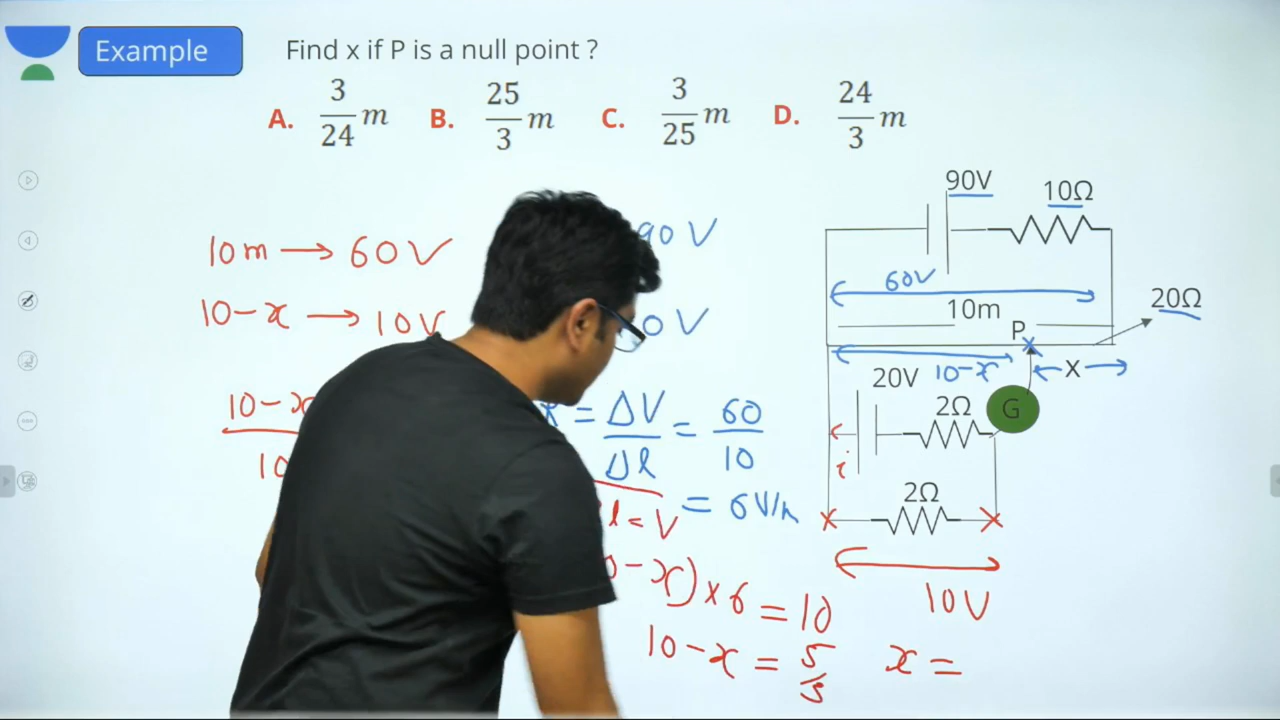 Example
Find x if P is a null point ?
A. 3/24 m B. 25/3 m C. 3/25 m D. 24/3 m
90V
10Ω
10m → 60V
90V
60V
10m
20Ω
P
10-x → 10V
0V
10-x
X
20V
2Ω
G
10-x
= ΔV/Δl = 60/10
10
i
l = V
= 6V/m
2Ω
-x) × 6 = 10
10V
10-x = 5/3
x =